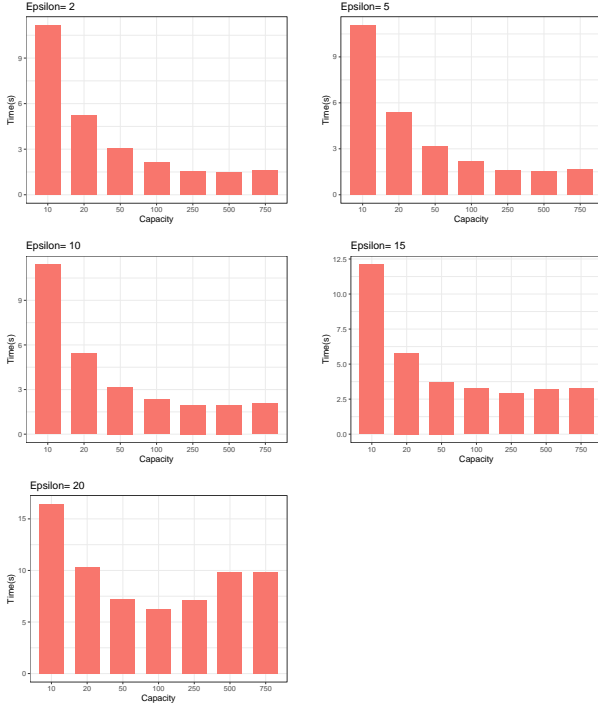 Epsilon= 2
Time(s)
9
6
3
0
10 20 50 100 250 500 750
Capacity
Epsilon= 5
Time(s)
9
6
3
0
10 20 50 100 250 500 750
Capacity
Epsilon= 10
Time(s)
9
6
3
0
10 20 50 100 250 500 750
Capacity
Epsilon= 15
Time(s)
12.5
10.0
7.5
5.0
2.5
0.0
10 20 50 100 250 500 750
Capacity
Epsilon= 20
Time(s)
15
10
5
0
10 20 50 100 250 500 750
Capacity